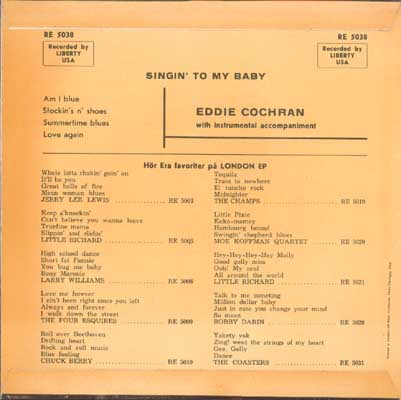 RE 5038
RE 5038
Recorded by
LIBERTY
USA
Recorded by
LIBERTY
USA
SINGIN' TO MY BABY
Am I blue
Stockin's n' shoes
Summertime blues
Love again
EDDIE COCHRAN
with instrumental accompaniment
Hör Era favoriter på LONDON EP
Whole lotta shakin' goin' on
It'll be you
Great balls of fire
Mean woman blues
JERRY LEE LEWIS RE 5003
Keep a'knockin'
Can't believe you wanna leave
Truefine mama
Slippin' and slidin'
LITTLE RICHARD RE 5005
High school dance
Short fat Fannie
You bug me baby
Bony Maronie
LARRY WILLIAMS RE 5008
Love me forever
I ain't been right since you left
Always and forever
I walk down the street
THE FOUR ESQUIRES RE 5009
Roll over Beethoven
Drifting heart
Rock and roll music
Blue feeling
CHUCK BERRY RE 5010
Tequila
Train to nowhere
El rancho rock
Midnighter
THE CHAMPS RE 5019
Little Pixie
Koko-mamey
Hambourg bound
Swingin' shepherd blues
MOE KOFFMAN QUARTET RE 5020
Hey-Hey-Hey-Hey Molly
Good golly miss
Ooh! My soul
All around the world
LITTLE RICHARD RE 5021
Talk to me someting
Million dollar baby
Just in case you change your mind
So mean
BOBBY DARIN RE 5028
Yakety yak
Zing! went the strings of my heart
Gee, Golly
Dance
THE COASTERS RE 5031